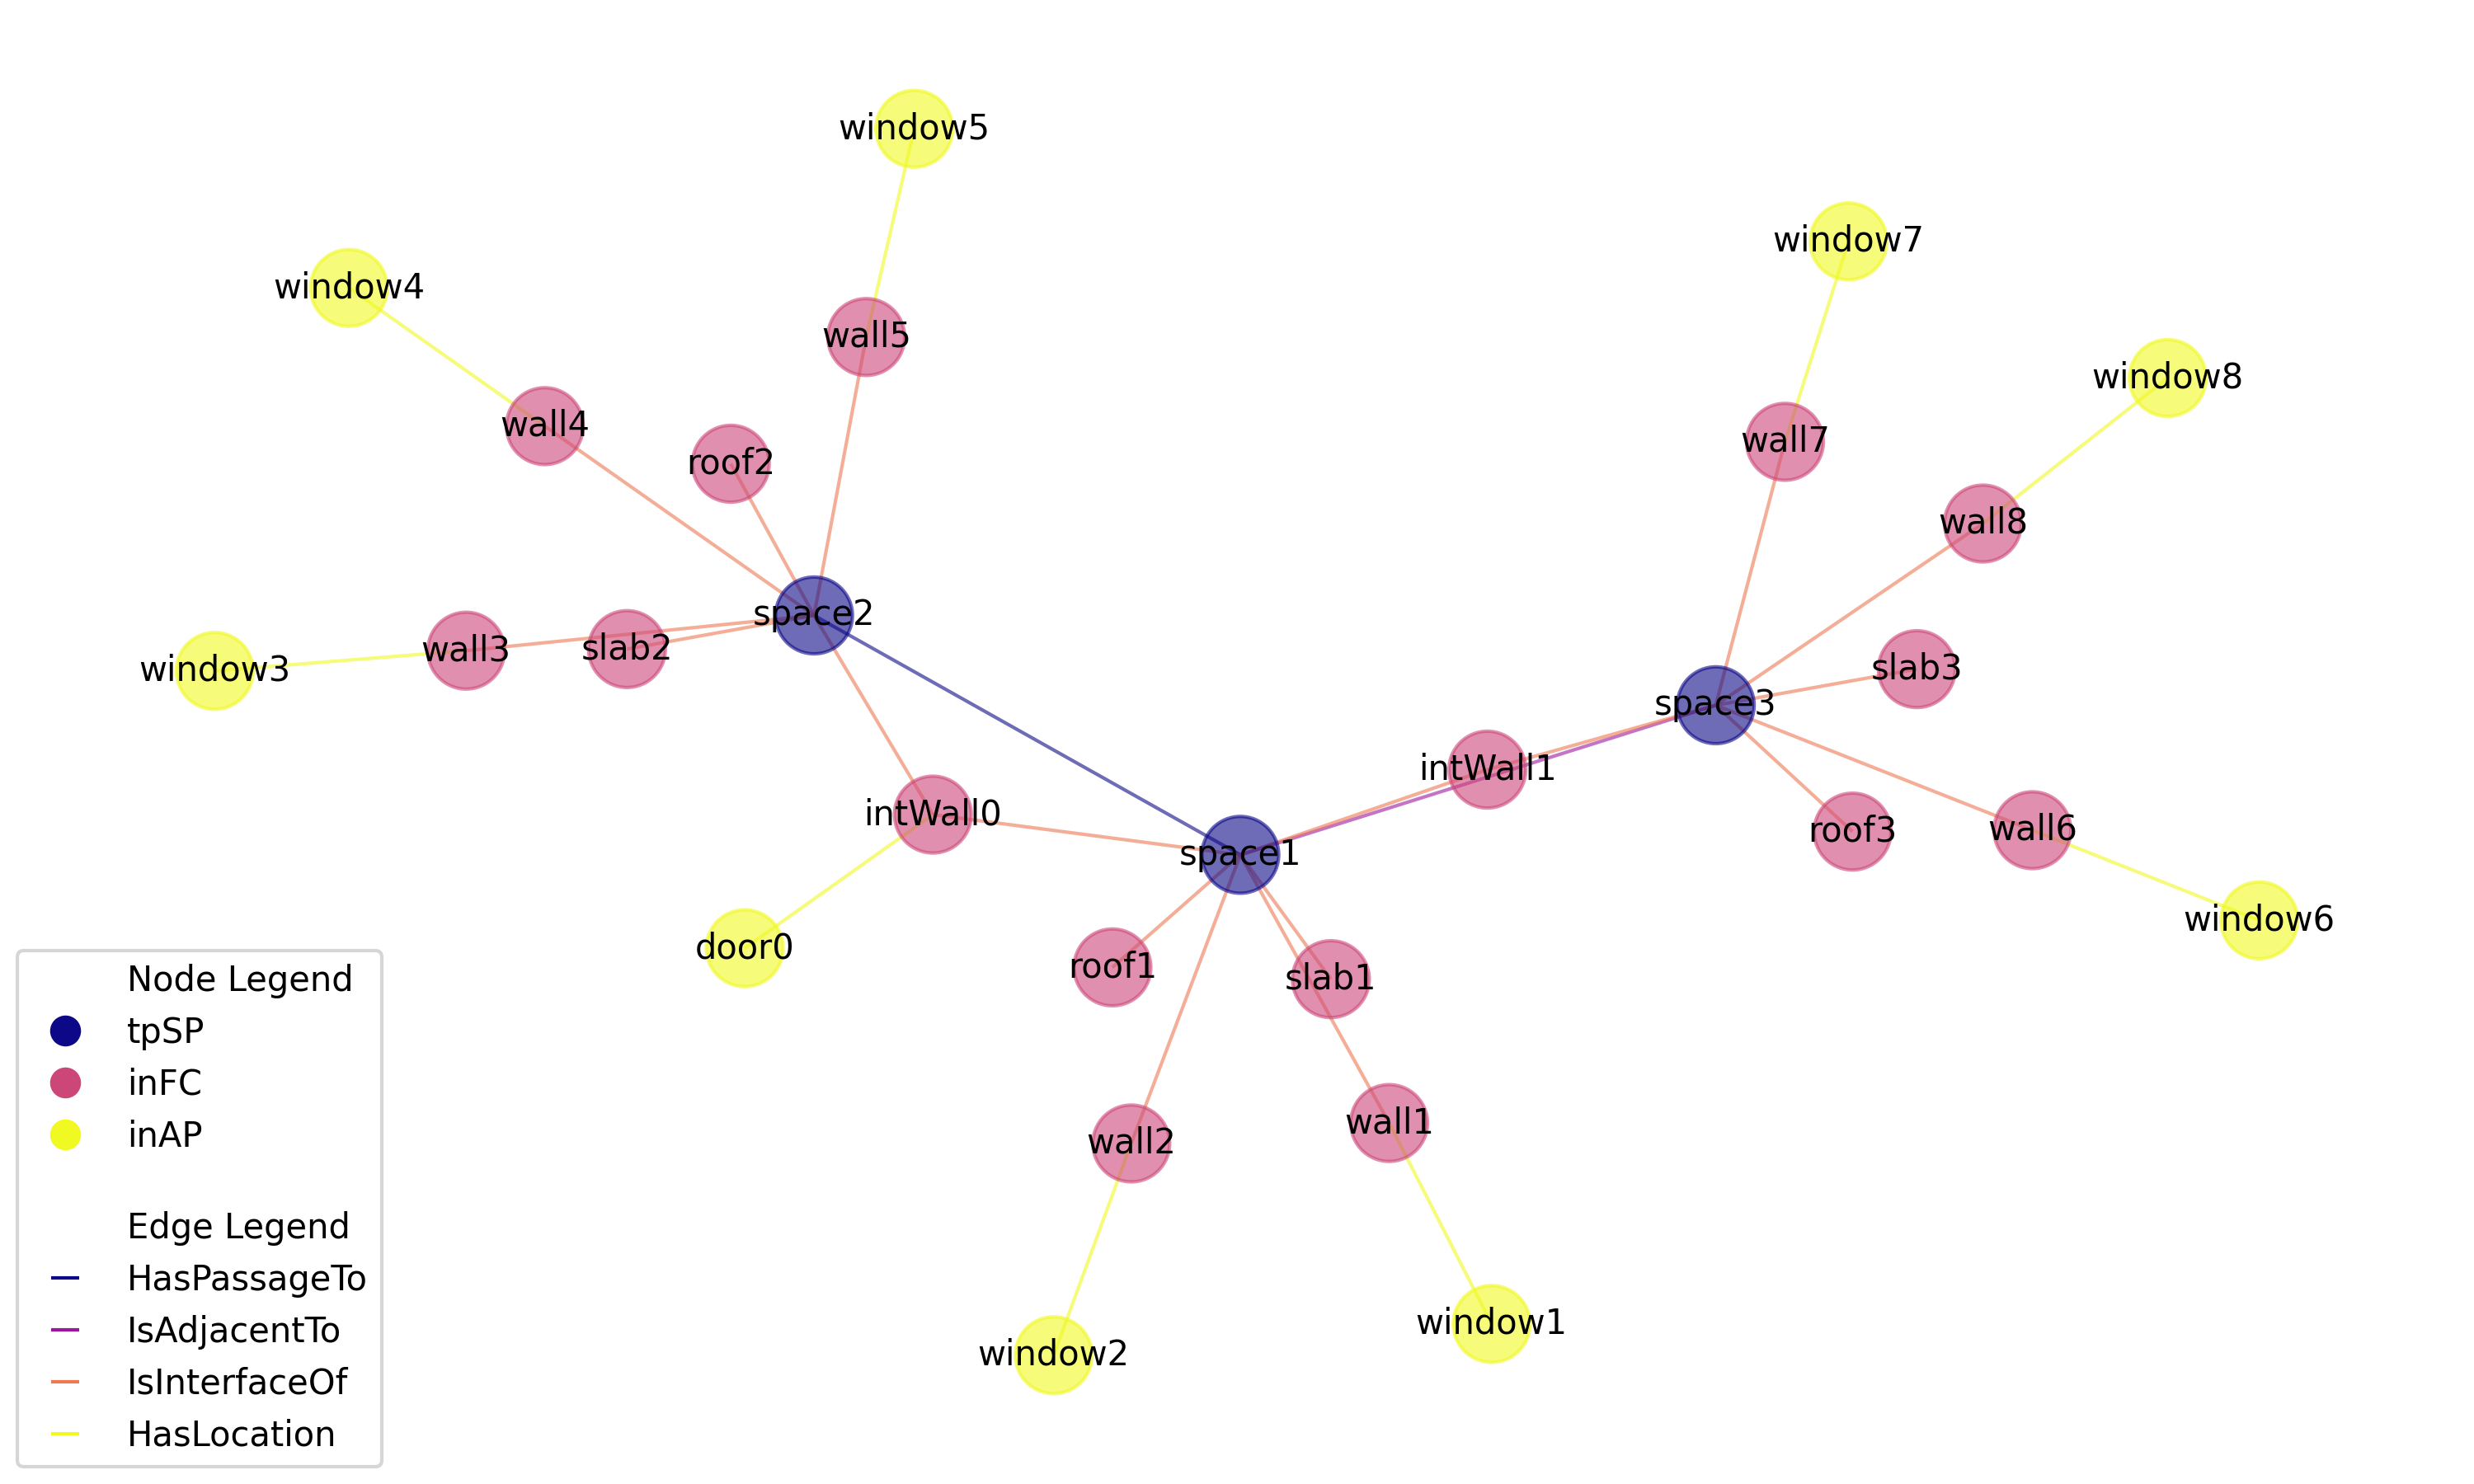 window5
window7
window4
wall5
window8
wall4
wall7
roof2
wall8
space2
wall3
slab2
window3
slab3
space3
intWall1
intWall0
roof3
wall6
space1
window6
door0
roof1
slab1
wall1
wall2
window1
window2
Node Legend
tpSP
inFC
inAP
Edge Legend
HasPassageTo
IsAdjacentTo
IsInterfaceOf
HasLocation